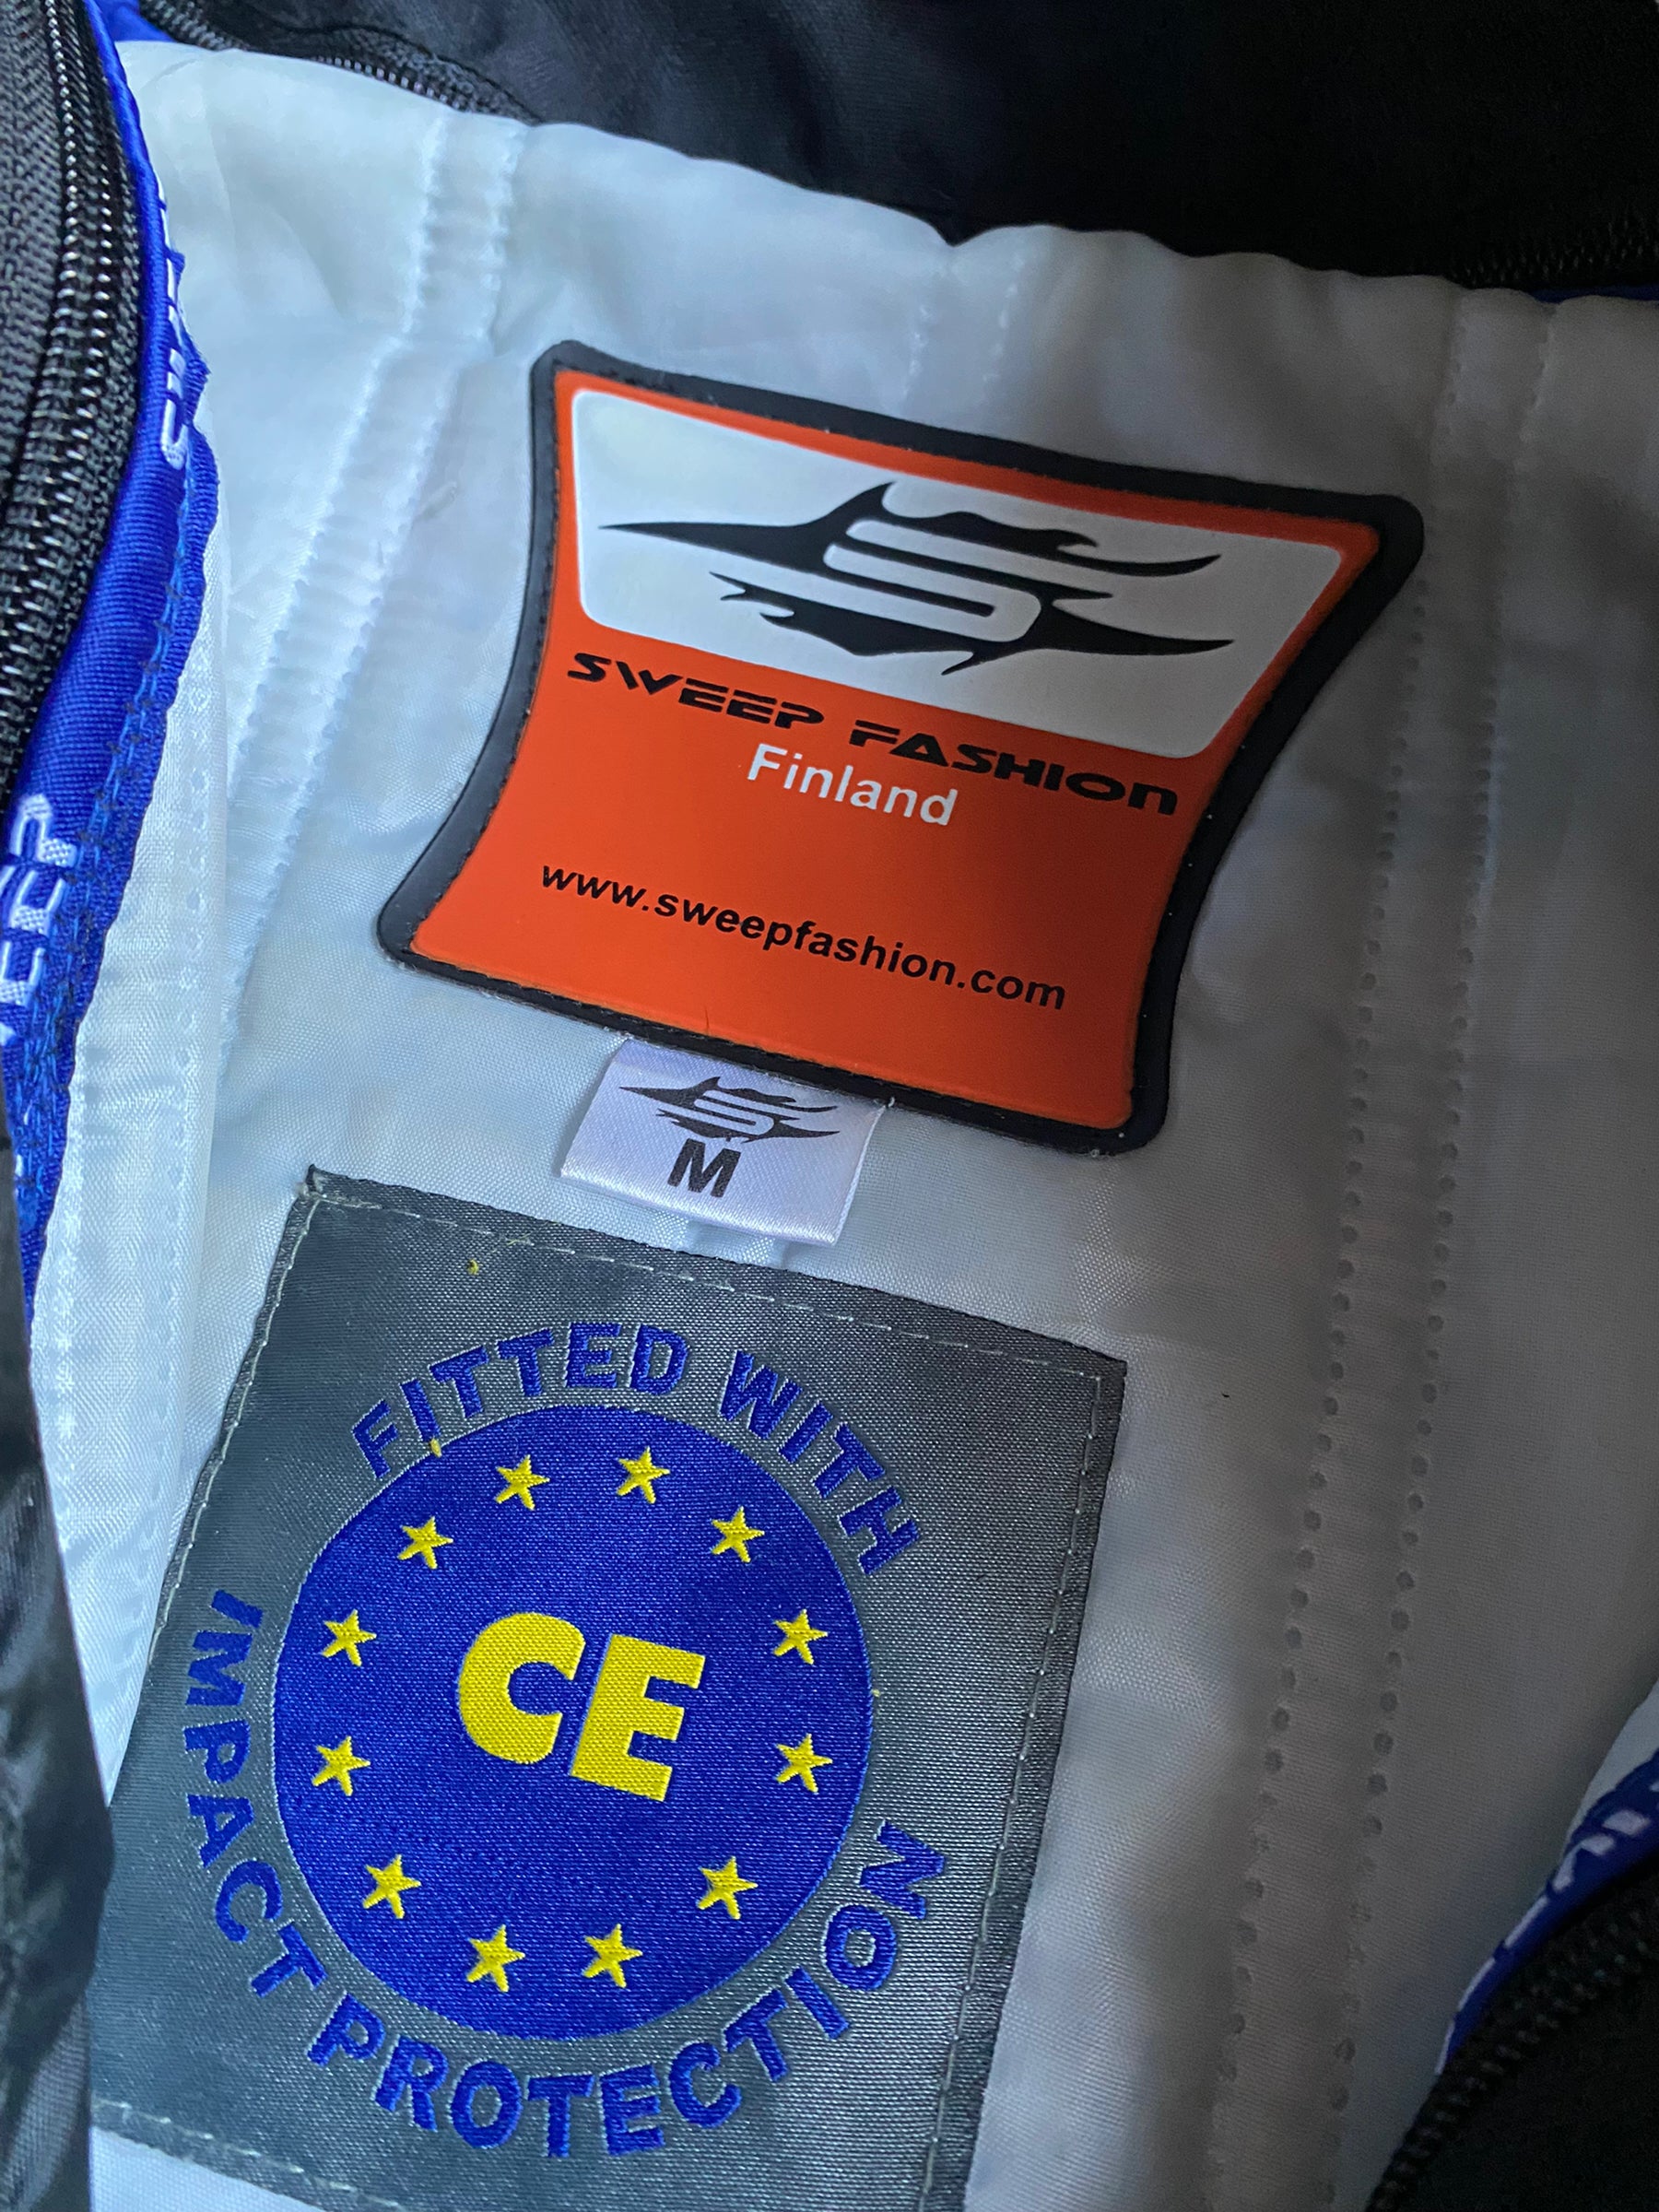 SWEEP FASHION
Finland
www.sweepfashion.com
M
FITTED WITH
CE
IMPACT PROTECTION